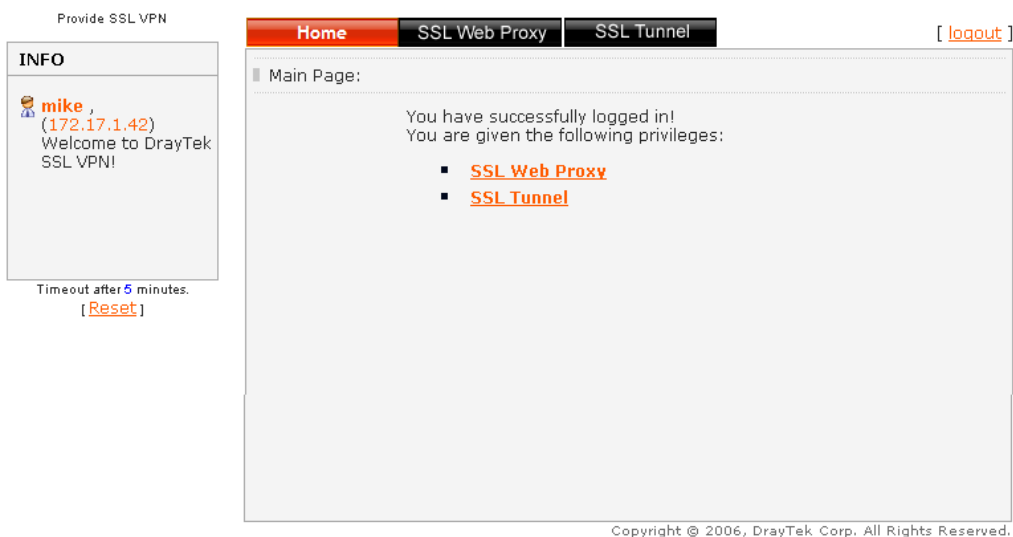 Provide SSL VPN
Home
SSL Web Proxy
SSL Tunnel
[ logout ]
INFO
mike ,
(172.17.1.42)
Welcome to DrayTek
SSL VPN!
Timeout after 5 minutes.
[ Reset ]
Main Page:
You have successfully logged in!
You are given the following privileges:
SSL Web Proxy
SSL Tunnel
Copyright @ 2006, DrayTek Corp. All Rights Reserved.